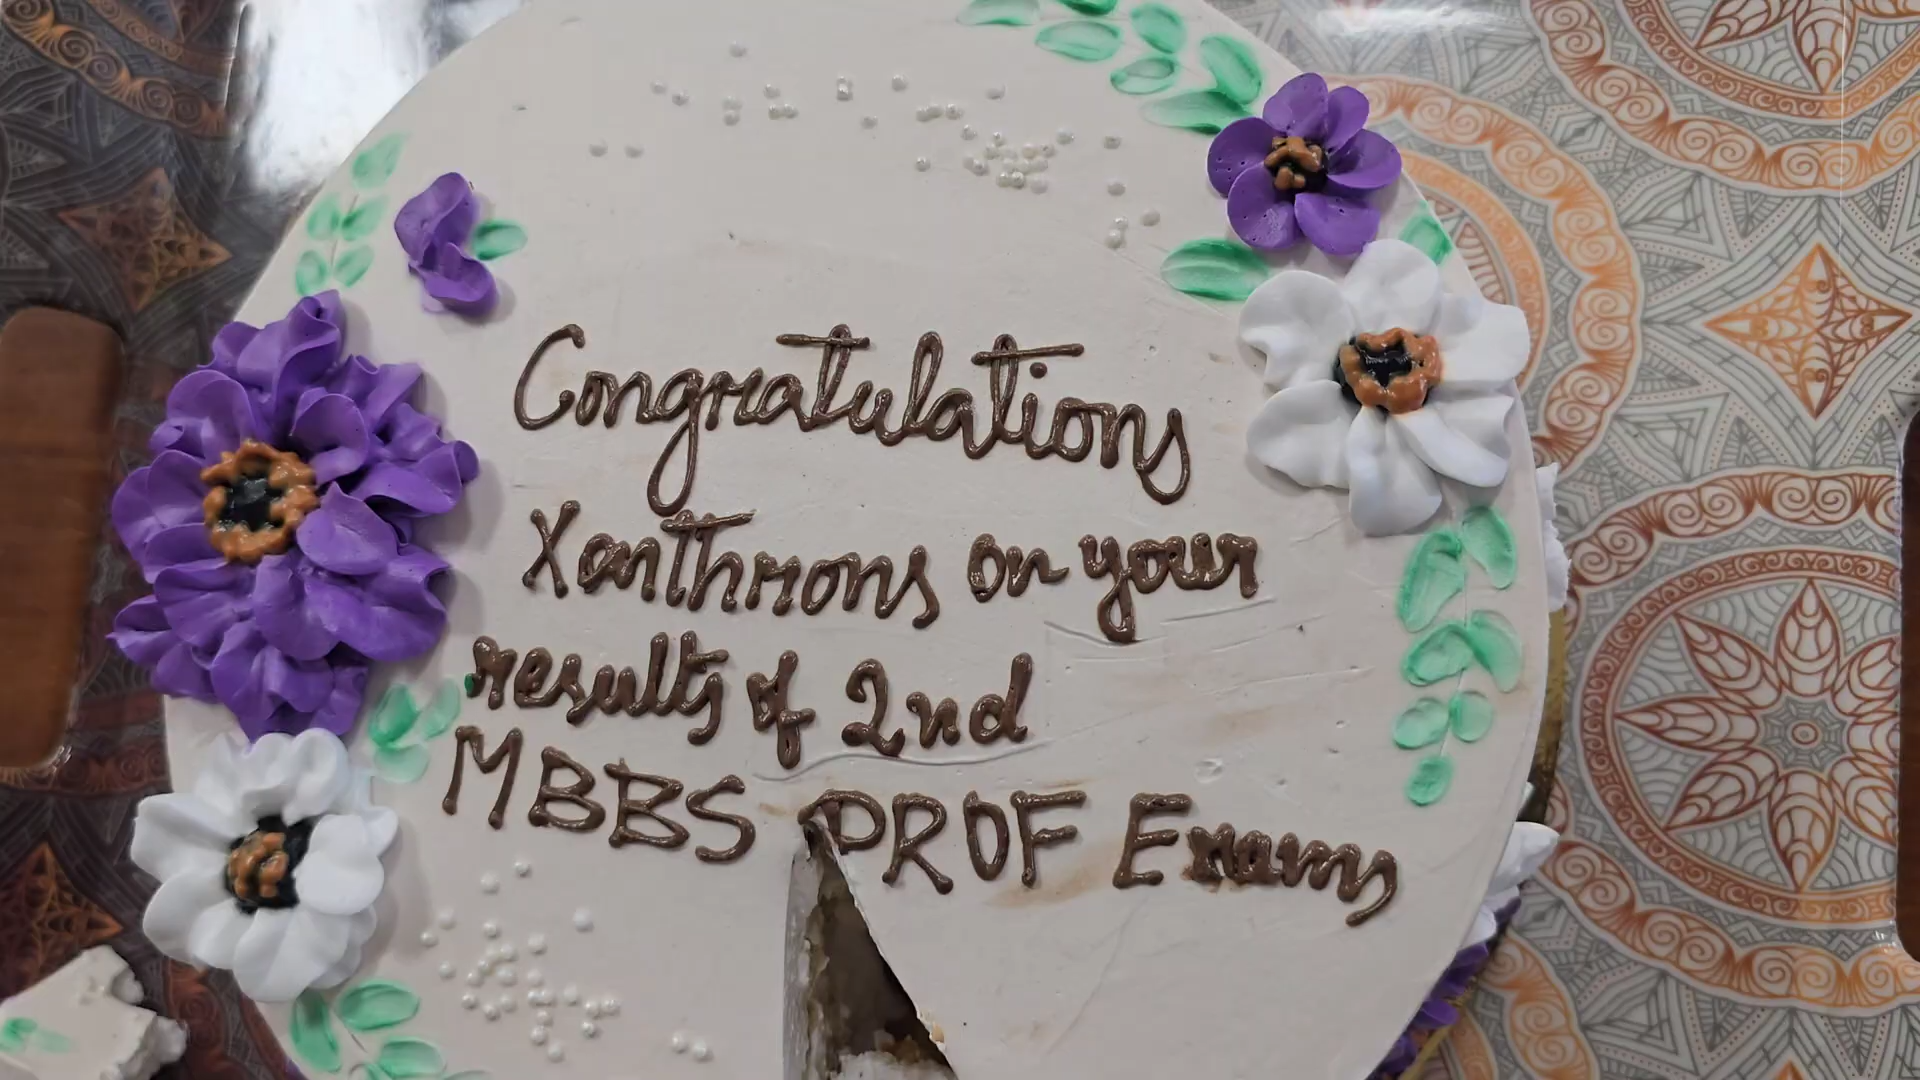 Congratulations
Xanthrons on your
results of 2nd
MBBS PROF Exams